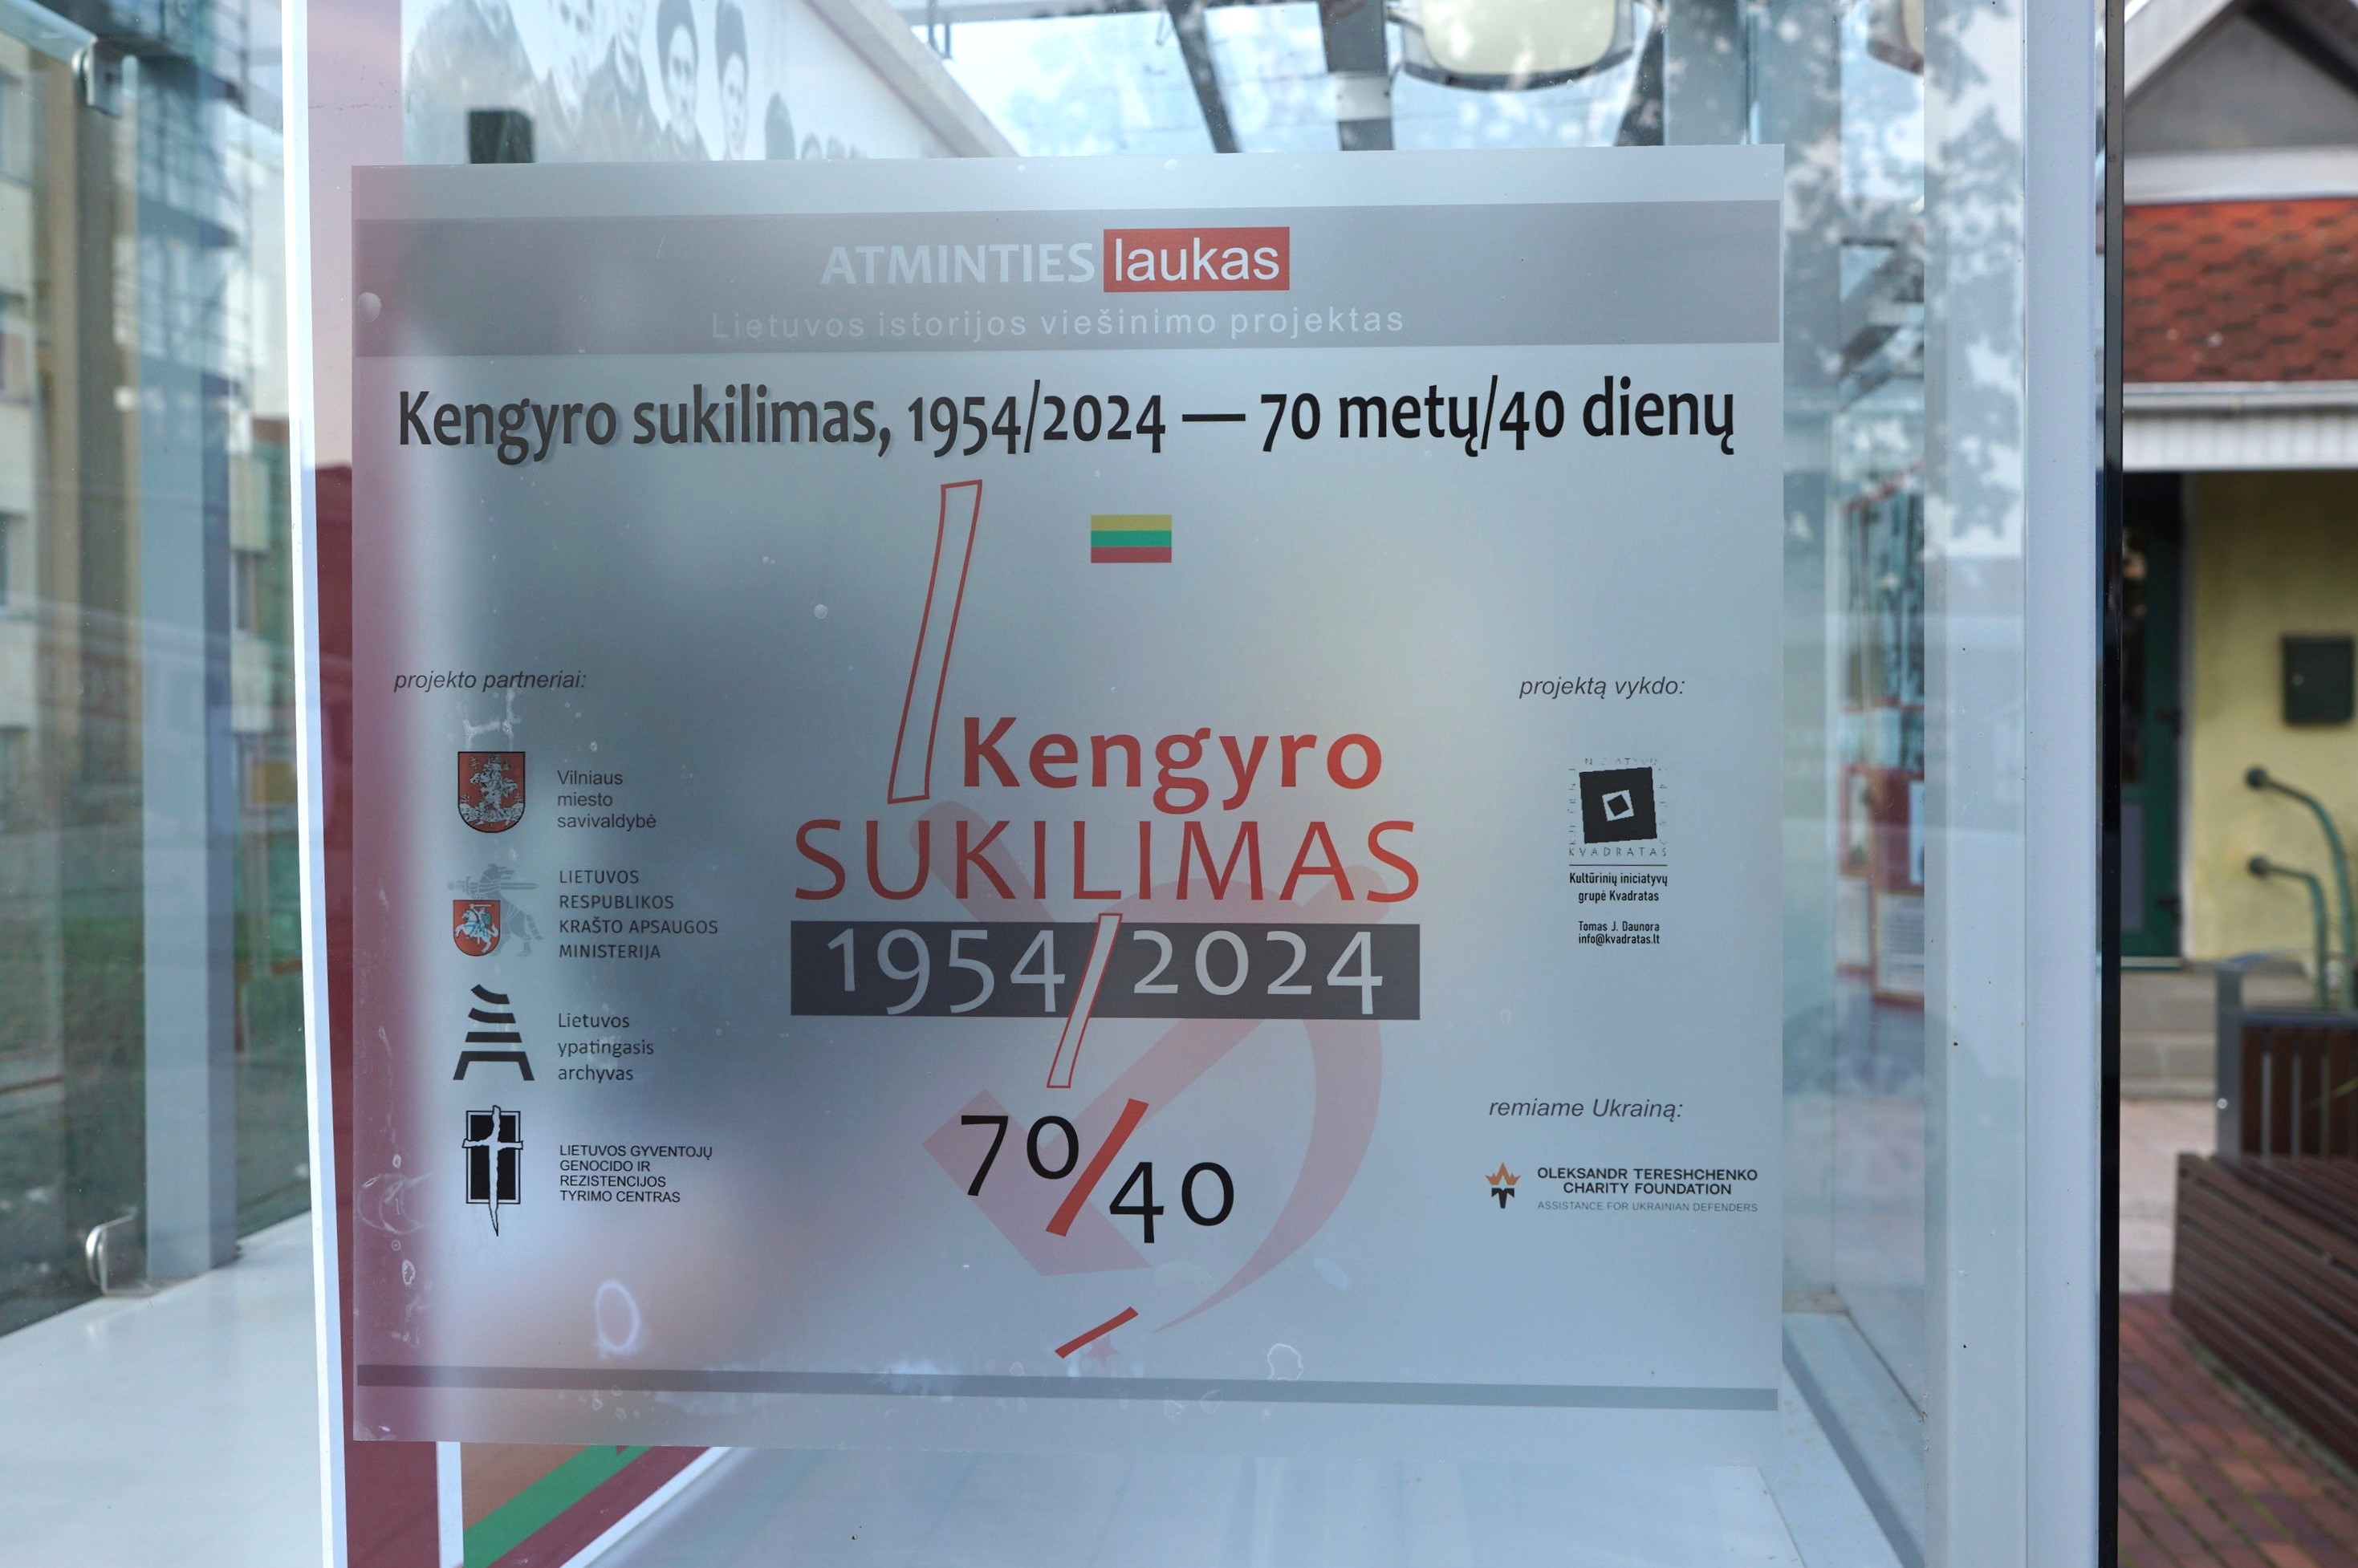 ATMINTIES laukas
Lietuvos istorijos viešinimo projektas
Kengyro sukilimas, 1954/2024 — 70 metų/40 dienų
projekto partneriai:
Vilniaus
miesto
savivaldybė
LIETUVOS
RESPUBLIKOS
KRAŠTO APSAUGOS
MINISTERIJA
Lietuvos
ypatingasis
archyvas
LIETUVOS GYVENTOJŲ
GENOCIDO IR
REZISTENCIJOS
TYRIMO CENTRAS
Kengyro
SUKILIMAS
1954/2024
70/40
projektą vykdo:
KVADRATAS
Kultūrinių iniciatyvų
grupė Kvadratas
Tomas J. Daunora
info@kvadratas.lt
remiame Ukrainą:
OLEKSANDR TERESHCHENKO
CHARITY FOUNDATION
ASSISTANCE FOR UKRAINIAN DEFENDERS